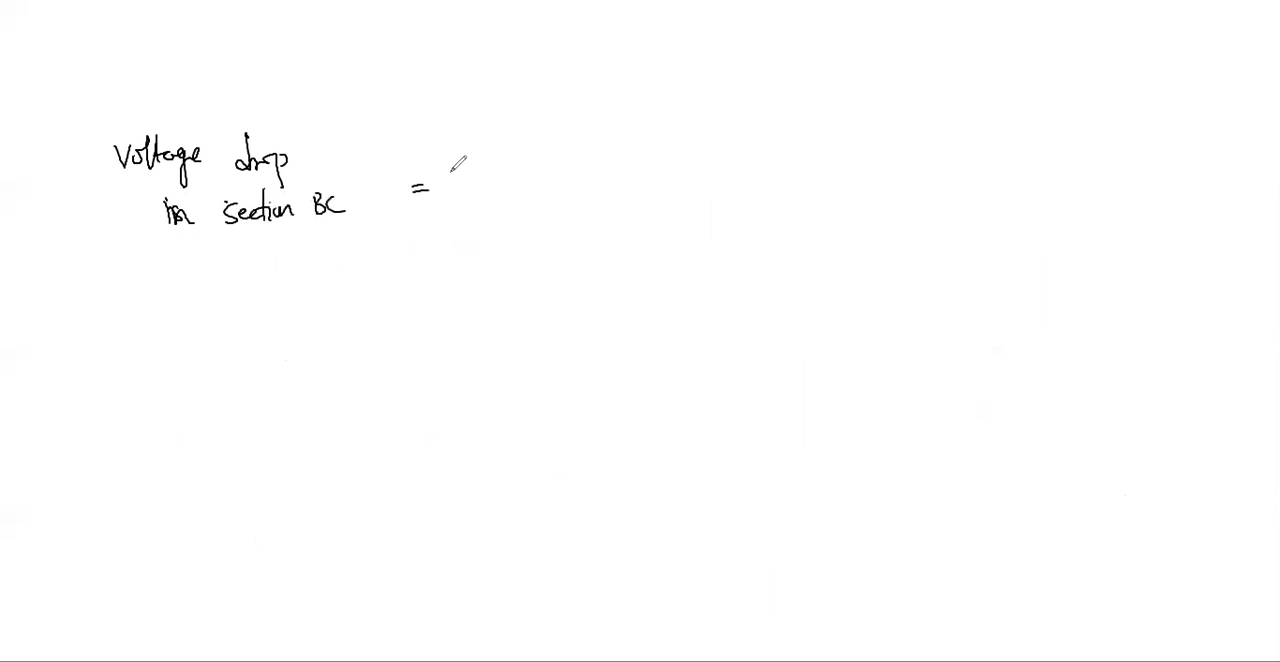 Voltage drop
in section BC =